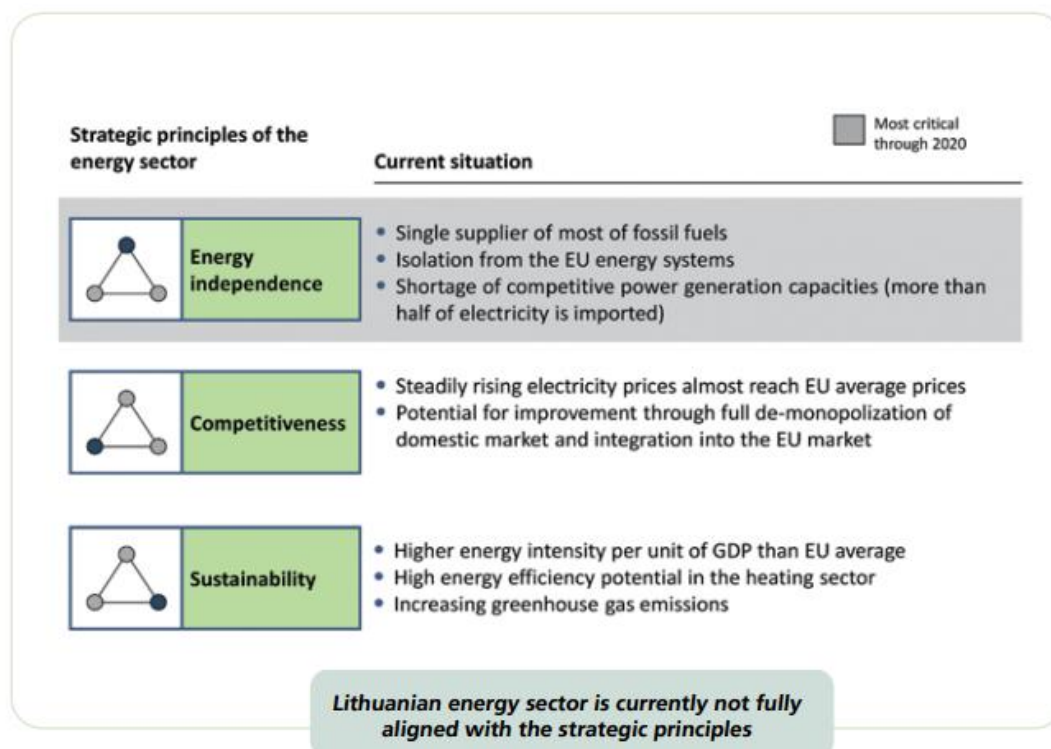 Strategic principles of the
energy sector
Current situation
Most critical
through 2020
Energy
independence
• Single supplier of most of fossil fuels
• Isolation from the EU energy systems
• Shortage of competitive power generation capacities (more than
half of electricity is imported)
Competitiveness
• Steadily rising electricity prices almost reach EU average prices
• Potential for improvement through full de-monopolization of
domestic market and integration into the EU market
Sustainability
• Higher energy intensity per unit of GDP than EU average
• High energy efficiency potential in the heating sector
• Increasing greenhouse gas emissions
Lithuanian energy sector is currently not fully
aligned with the strategic principles